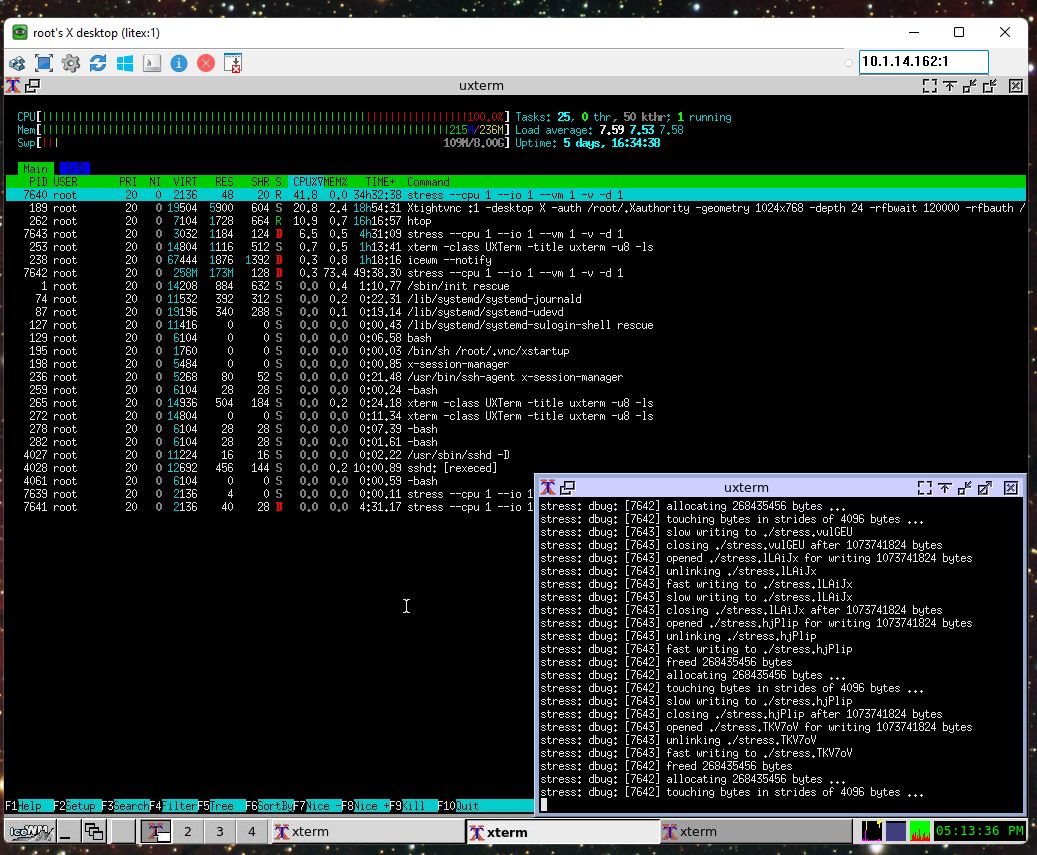 root's X desktop (litex:1)
10.1.14.162:1
uxterm
CPU[ 100.0%] Tasks: 25, 0 thr, 50 kthr; 1 running
Mem[ 215M/236M] Load average: 7.59 7.53 7.58
Swp[ 109M/8.00G] Uptime: 5 days, 16:34:38
Main I/O
PID USER PRI NI VIRT RES SHR S CPU%▽MEM% TIME+ Command
7640 root 20 0 2136 48 20 R 41.8 0.0 34h32:38 stress --cpu 1 --io 1 --vm 1 -v -d 1
189 root 20 0 19504 5900 604 S 20.8 2.4 18h54:31 Xtightvnc :1 -desktop X -auth /root/.Xauthority -geometry 1024x768 -depth 24 -rfbwait 120000 -rfbauth /
262 root 20 0 7104 1728 664 R 10.9 0.7 16h16:57 htop
7643 root 20 0 3032 1184 124 D 6.5 0.5 4h31:09 stress --cpu 1 --io 1 --vm 1 -v -d 1
253 root 20 0 14804 1116 512 S 0.7 0.5 1h13:41 xterm -class UXTerm -title uxterm -u8 -ls
238 root 20 0 67444 1876 1392 D 0.3 0.8 1h18:16 icewm --notify
7642 root 20 0 258M 173M 128 D 0.3 73.4 49:38.30 stress --cpu 1 --io 1 --vm 1 -v -d 1
1 root 20 0 14208 884 632 S 0.0 0.4 1:10.77 /sbin/init rescue
74 root 20 0 11532 392 312 S 0.0 0.2 0:22.31 /lib/systemd/systemd-journald
87 root 20 0 19196 340 288 S 0.0 0.1 0:19.14 /lib/systemd/systemd-udevd
127 root 20 0 11416 0 0 S 0.0 0.0 0:00.43 /lib/systemd/systemd-sulogin-shell rescue
129 root 20 0 6104 0 0 S 0.0 0.0 0:06.58 bash
195 root 20 0 1760 0 0 S 0.0 0.0 0:00.03 /bin/sh /root/.vnc/xstartup
198 root 20 0 5484 0 0 S 0.0 0.0 0:00.85 x-session-manager
236 root 20 0 5268 80 52 S 0.0 0.0 0:21.48 /usr/bin/ssh-agent x-session-manager
259 root 20 0 6104 28 28 S 0.0 0.0 0:00.24 -bash
265 root 20 0 14936 504 184 S 0.0 0.2 0:24.18 xterm -class UXTerm -title uxterm -u8 -ls
272 root 20 0 14804 0 0 S 0.0 0.0 0:11.34 xterm -class UXTerm -title uxterm -u8 -ls
278 root 20 0 6104 28 28 S 0.0 0.0 0:07.39 -bash
282 root 20 0 6104 28 28 S 0.0 0.0 0:01.61 -bash
4027 root 20 0 11224 16 16 S 0.0 0.0 0:02.22 /usr/sbin/sshd -D
4028 root 20 0 12692 456 144 S 0.0 0.2 10:00.89 sshd: [rexeced]
4061 root 20 0 6104 0 0 S 0.0 0.0 0:00.59 -bash
7639 root 20 0 2136 4 0 S 0.0 0.0 0:00.11 stress --cpu 1 --io 1
7641 root 20 0 2136 40 28 D 0.0 0.0 4:31.17 stress --cpu 1 --io 1
F1Help F2Setup F3SearchF4FilterF5Tree F6SortByF7Nice -F8Nice +F9Kill F10Quit
uxterm
stress: dbug: [7642] allocating 268435456 bytes ...
stress: dbug: [7642] touching bytes in strides of 4096 bytes ...
stress: dbug: [7643] slow writing to ./stress.vulGEU
stress: dbug: [7643] closing ./stress.vulGEU after 1073741824 bytes
stress: dbug: [7643] opened ./stress.lLAiJx for writing 1073741824 bytes
stress: dbug: [7643] unlinking ./stress.lLAiJx
stress: dbug: [7643] fast writing to ./stress.lLAiJx
stress: dbug: [7643] slow writing to ./stress.lLAiJx
stress: dbug: [7643] closing ./stress.lLAiJx after 1073741824 bytes
stress: dbug: [7643] opened ./stress.hjPlip for writing 1073741824 bytes
stress: dbug: [7643] unlinking ./stress.hjPlip
stress: dbug: [7643] fast writing to ./stress.hjPlip
stress: dbug: [7642] freed 268435456 bytes
stress: dbug: [7642] allocating 268435456 bytes ...
stress: dbug: [7642] touching bytes in strides of 4096 bytes ...
stress: dbug: [7643] slow writing to ./stress.hjPlip
stress: dbug: [7643] closing ./stress.hjPlip after 1073741824 bytes
stress: dbug: [7643] opened ./stress.TKV7oV for writing 1073741824 bytes
stress: dbug: [7643] unlinking ./stress.TKV7oV
stress: dbug: [7643] fast writing to ./stress.TKV7oV
stress: dbug: [7642] freed 268435456 bytes
stress: dbug: [7642] allocating 268435456 bytes ...
stress: dbug: [7642] touching bytes in strides of 4096 bytes ...
IceWM 2 3 4 xterm xterm xterm 05:13:36 PM